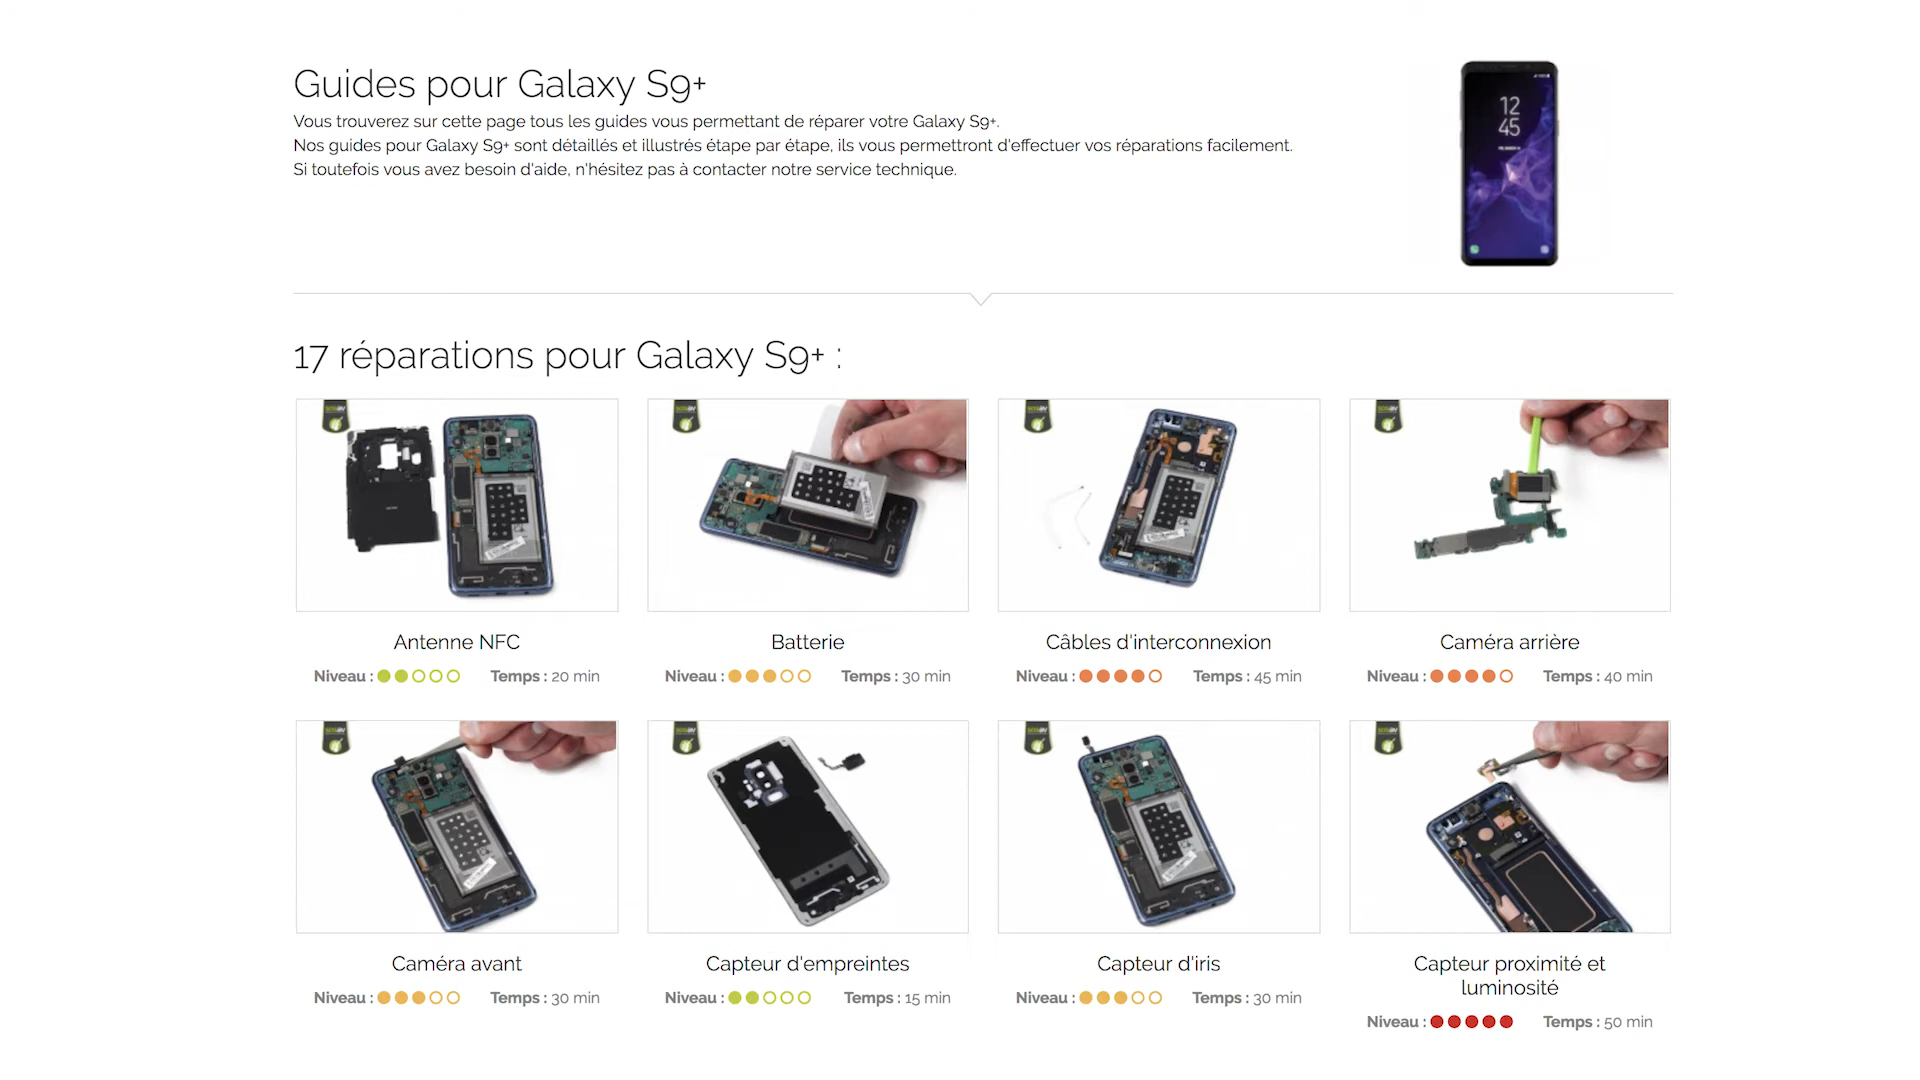 Guides pour Galaxy S9+
Vous trouverez sur cette page tous les guides vous permettant de réparer votre Galaxy S9+.
Nos guides pour Galaxy S9+ sont détaillés et illustrés étape par étape, ils vous permettront d'effectuer vos réparations facilement.
Si toutefois vous avez besoin d'aide, n'hésitez pas à contacter notre service technique.
12
45
17 réparations pour Galaxy S9+ :
Antenne NFC
Niveau : Temps : 20 min
Batterie
Niveau : Temps : 30 min
Câbles d'interconnexion
Niveau : Temps : 45 min
Caméra arrière
Niveau : Temps : 40 min
Caméra avant
Niveau : Temps : 30 min
Capteur d'empreintes
Niveau : Temps : 15 min
Capteur d'iris
Niveau : Temps : 30 min
Capteur proximité et
luminosité
Niveau : Temps : 50 min